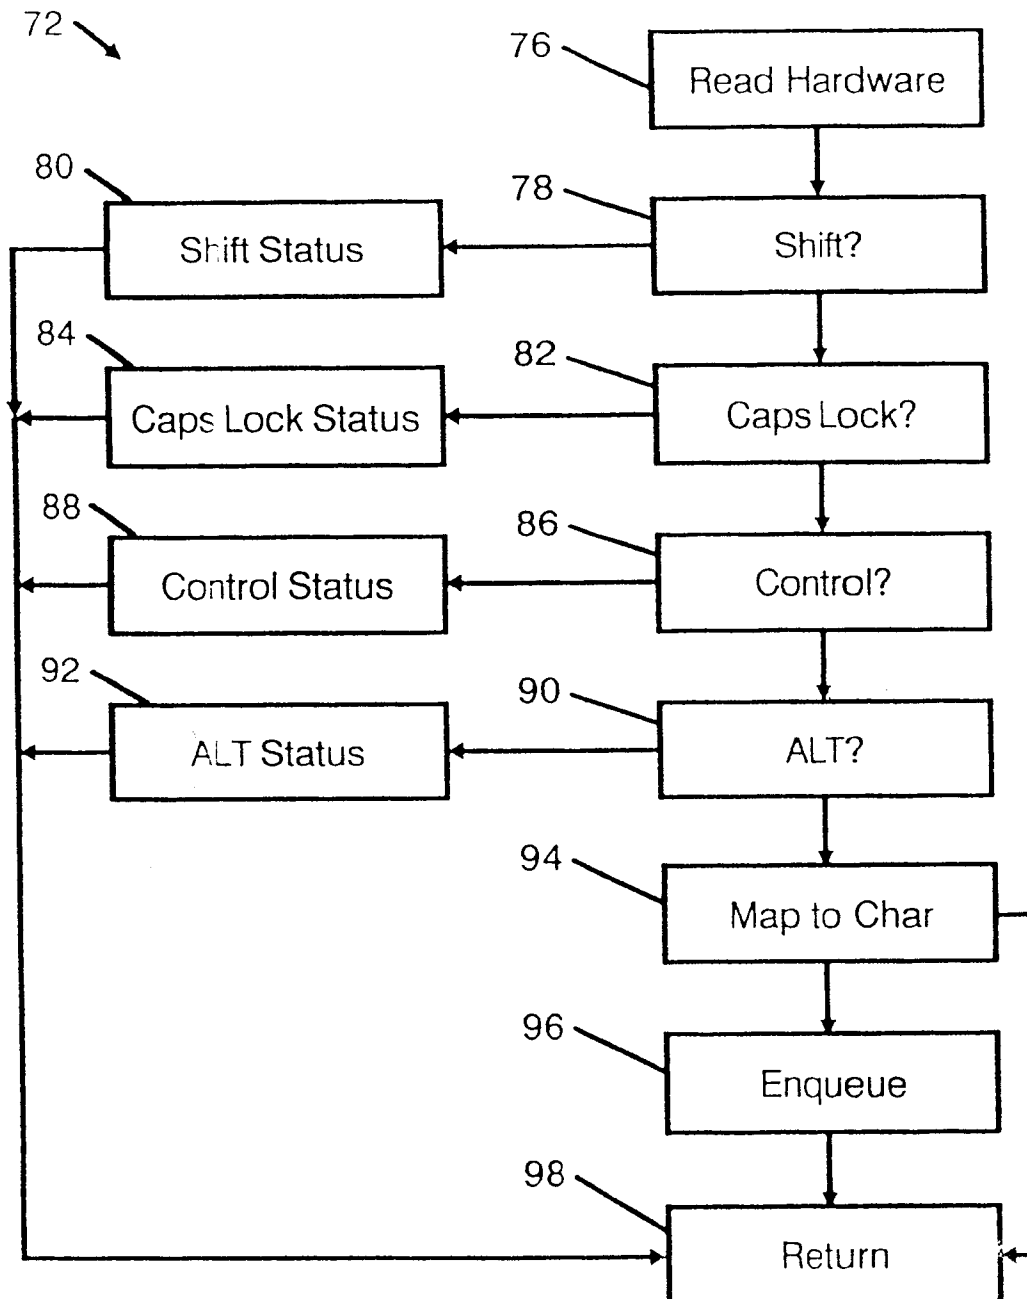 72
76
Read Hardware
80
78
Shift Status
Shift?
84
82
Caps Lock Status
Caps Lock?
88
86
Control Status
Control?
92
90
ALT Status
ALT?
94
Map to Char
96
Enqueue
98
Return